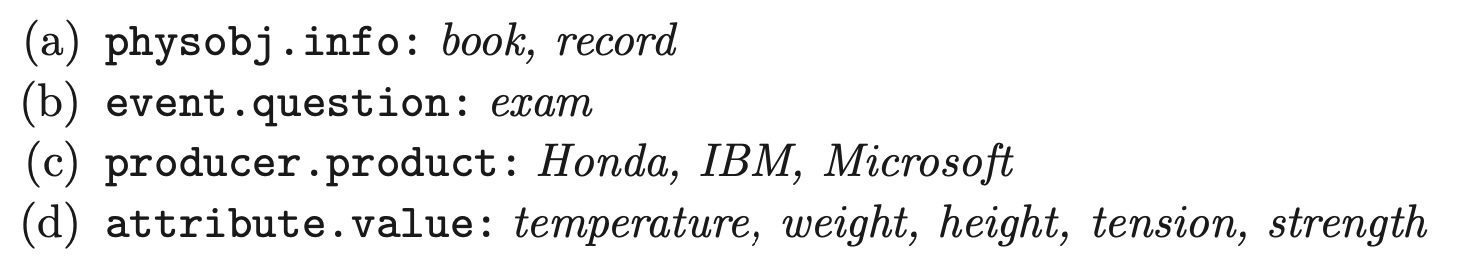 (a) physobj.info: book, record
(b) event.question: exam
(c) producer.product: Honda, IBM, Microsoft
(d) attribute.value: temperature, weight, height, tension, strength